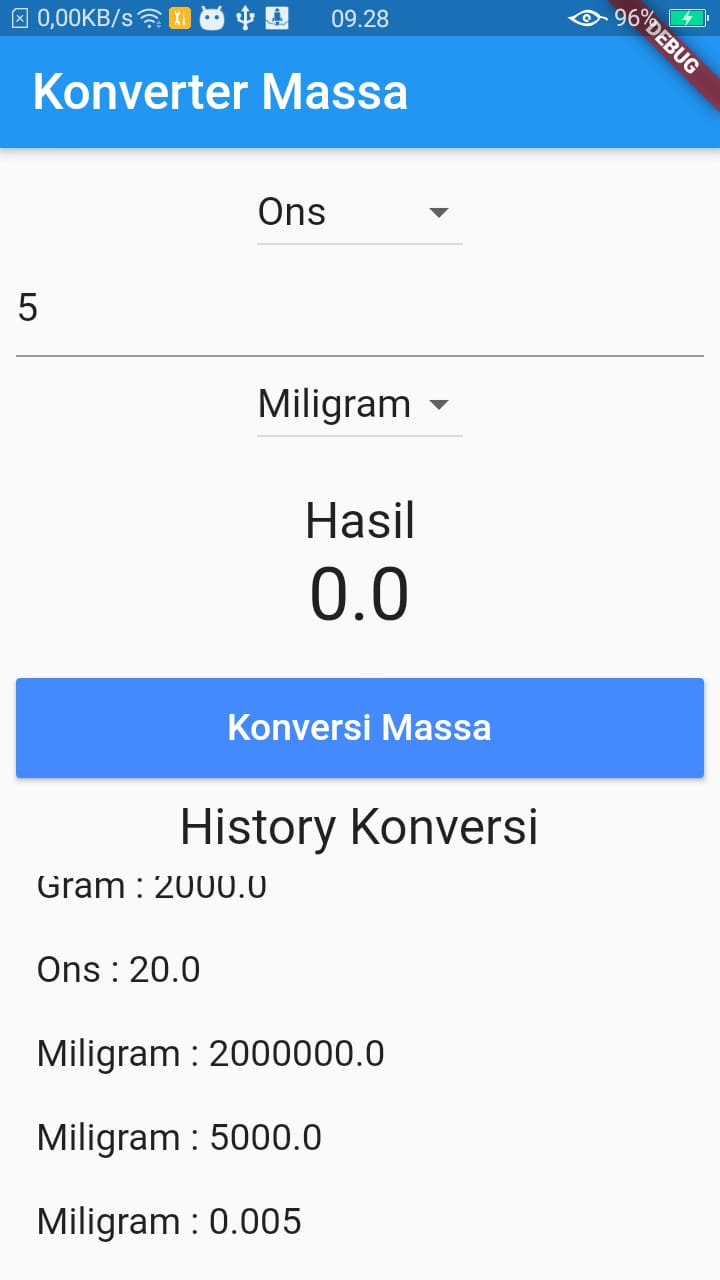 0,00KB/s 09.28 96%
DEBUG
Konverter Massa
Ons
5
Miligram
Hasil
0.0
Konversi Massa
History Konversi
Gram : 2000.0
Ons : 20.0
Miligram : 2000000.0
Miligram : 5000.0
Miligram : 0.005